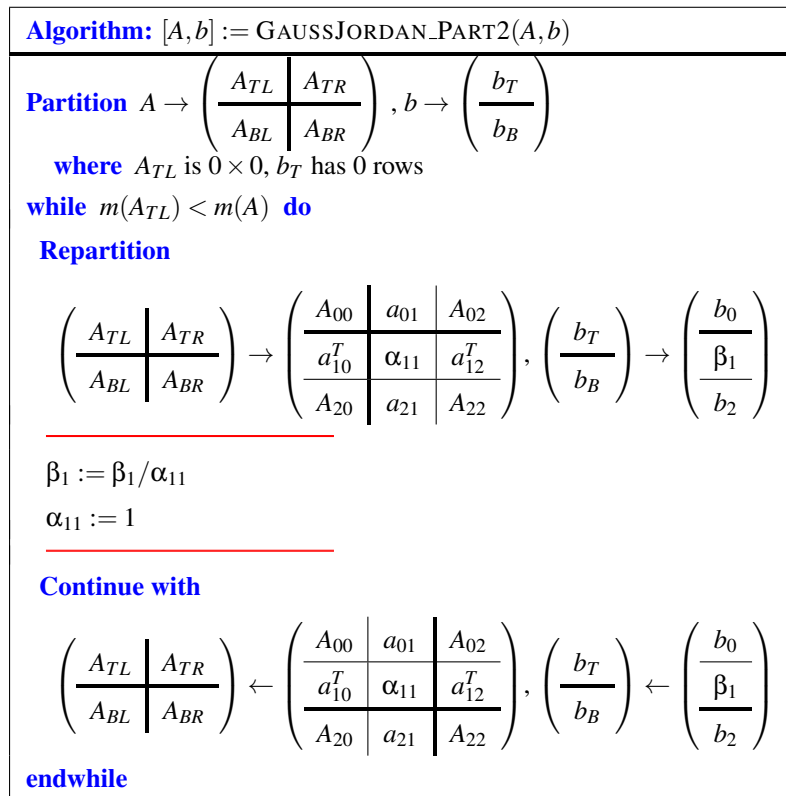 Algorithm: [A, b] := GAUSSJORDAN_PART2(A, b)
Partition A → ( A_TL A_TR / A_BL A_BR ) , b → ( b_T / b_B )
where A_TL is 0 × 0, b_T has 0 rows
while m(A_TL) < m(A) do
Repartition
( A_TL A_TR / A_BL A_BR ) → ( A_00 a_01 A_02 / a_10^T α_11 a_12^T / A_20 a_21 A_22 ) , ( b_T / b_B ) → ( b_0 / β_1 / b_2 )
β_1 := β_1/α_11
α_11 := 1
Continue with
( A_TL A_TR / A_BL A_BR ) ← ( A_00 a_01 A_02 / a_10^T α_11 a_12^T / A_20 a_21 A_22 ) , ( b_T / b_B ) ← ( b_0 / β_1 / b_2 )
endwhile